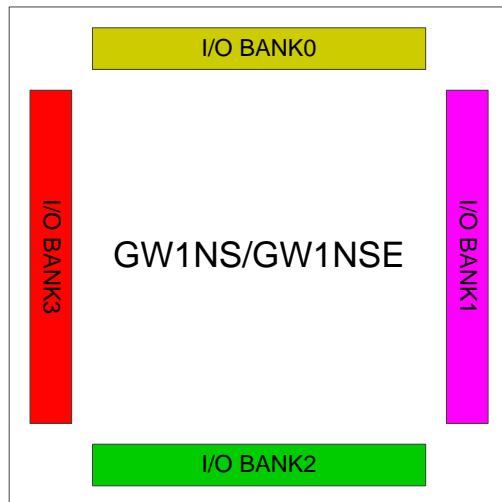 I/O BANK0
I/O BANK3
GW1NS/GW1NSE
I/O BANK1
I/O BANK2